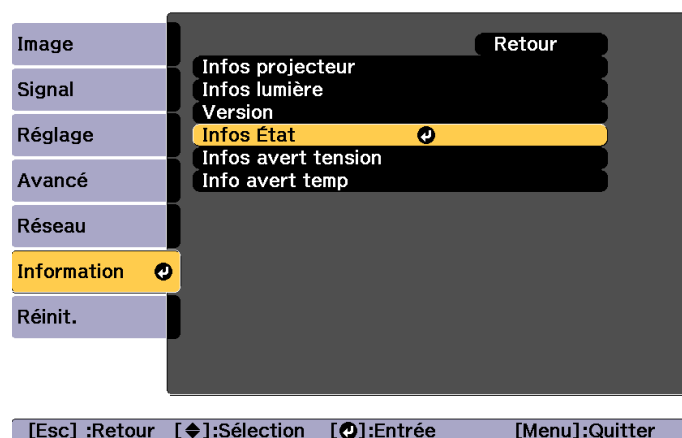 Image
Signal
Réglage
Avancé
Réseau
Information
Réinit.
Retour
Infos projecteur
Infos lumière
Version
Infos État
Infos avert tension
Info avert temp
[Esc] :Retour [◆]:Sélection [↵]:Entrée [Menu]:Quitter